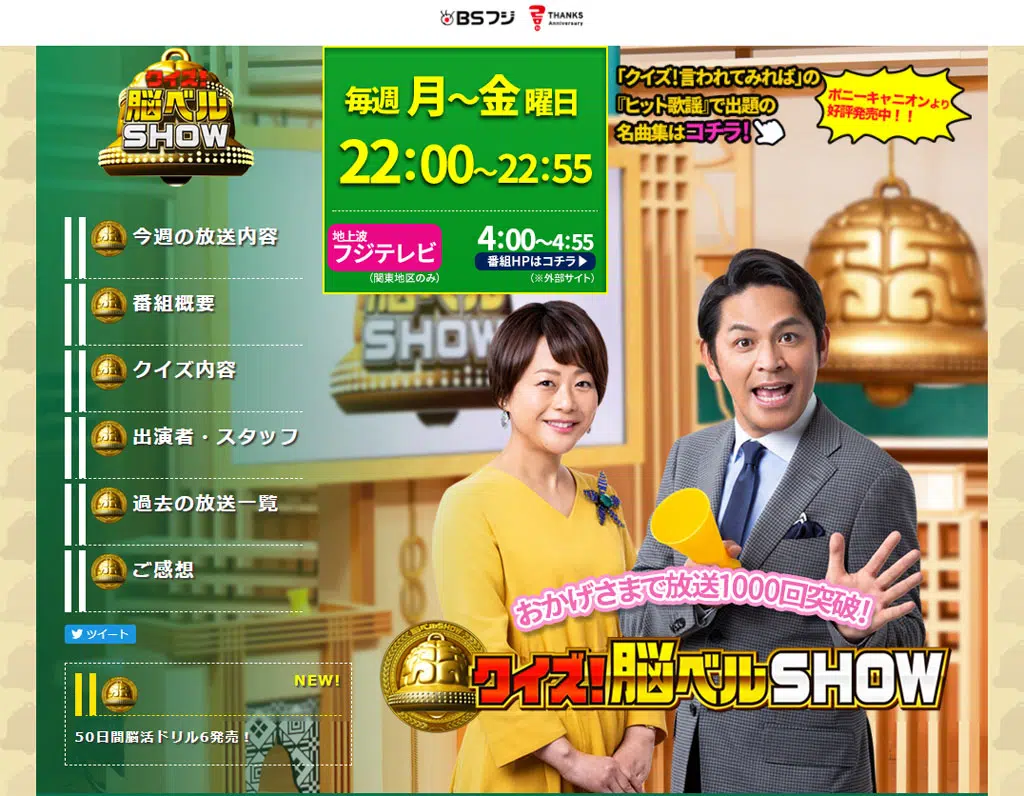 BSフジ
THANKS
Anniversary
クイズ!
脳ベル
SHOW
毎週 月〜金 曜日
22:00〜22:55
地上波
フジテレビ
(関東地区のみ)
4:00〜4:55
番組HPはコチラ▶
(※外部サイト)
「クイズ!言われてみれば」の
『ヒット歌謡』で出題の
名曲集はコチラ!
ポニーキャニオンより
好評発売中!!
今週の放送内容
番組概要
クイズ内容
出演者・スタッフ
過去の放送一覧
ご感想
ツイート
NEW!
50日間脳活ドリル6発売!
脳ベル
SHOW
おかげさまで放送1000回突破!
クイズ!脳ベルSHOW